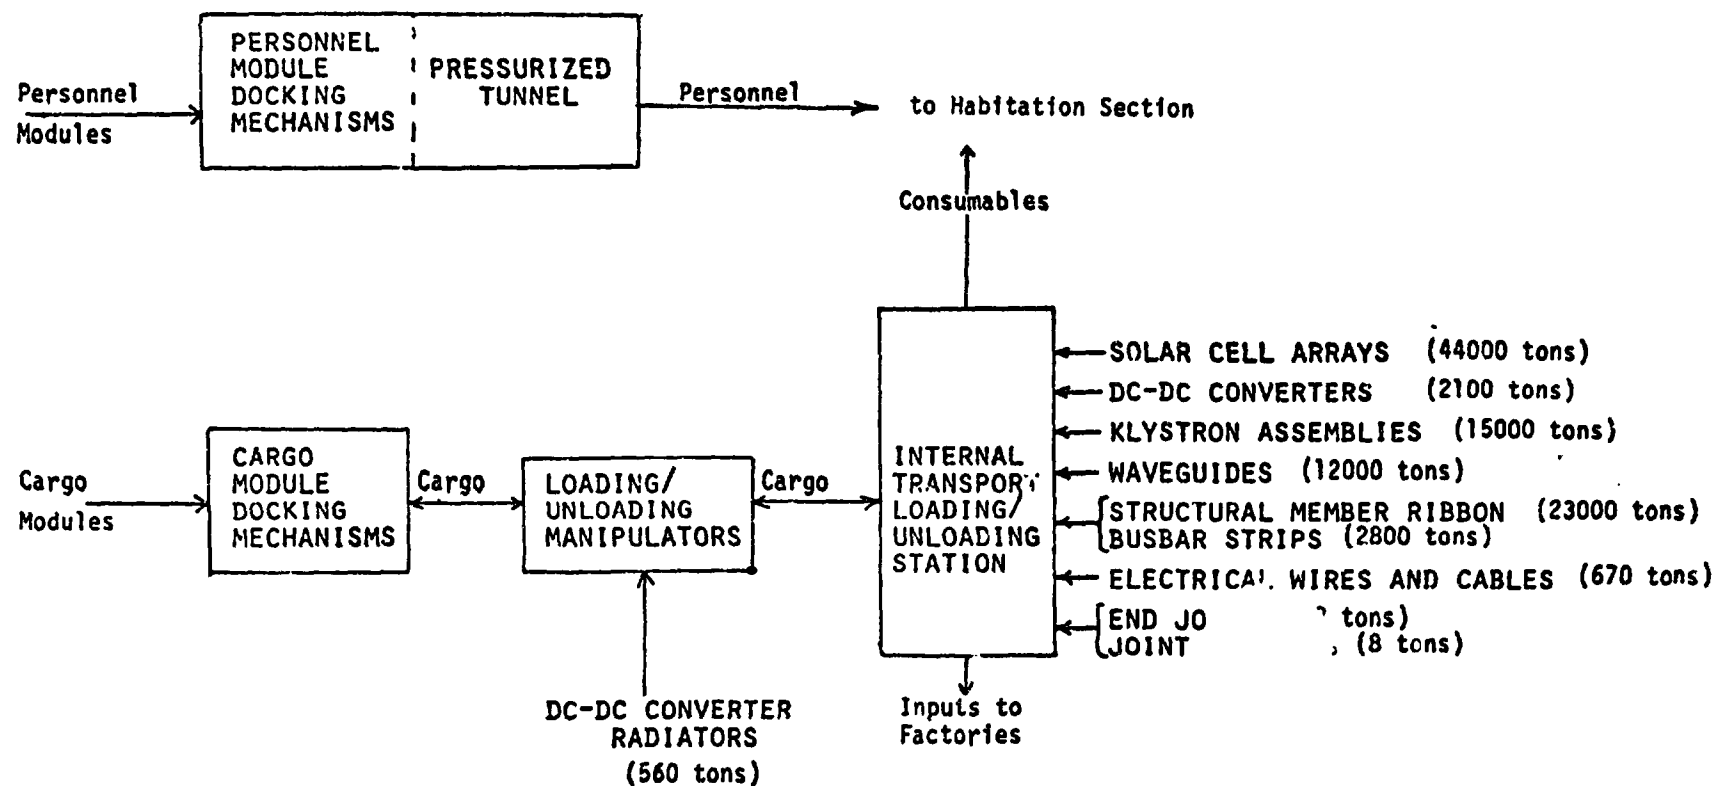 PERSONNEL
MODULE
DOCKING
MECHANISMS
PRESSURIZED
TUNNEL
Personnel
Modules
Personnel
to Habitation Section
Consumables
SOLAR CELL ARRAYS (44000 tons)
DC-DC CONVERTERS (2100 tons)
KLYSTRON ASSEMBLIES (15000 tons)
WAVEGUIDES (12000 tons)
STRUCTURAL MEMBER RIBBON (23000 tons)
BUSBAR STRIPS (2800 tons)
ELECTRICAL WIRES AND CABLES (670 tons)
END tons)
JOINT (8 tons)
Cargo
Modules
CARGO
MODULE
DOCKING
MECHANISMS
Cargo
LOADING/
UNLOADING
MANIPULATORS
Cargo
INTERNAL
TRANSPORT
LOADING/
UNLOADING
STATION
DC-DC CONVERTER
RADIATORS
(560 tons)
Inputs to
Factories